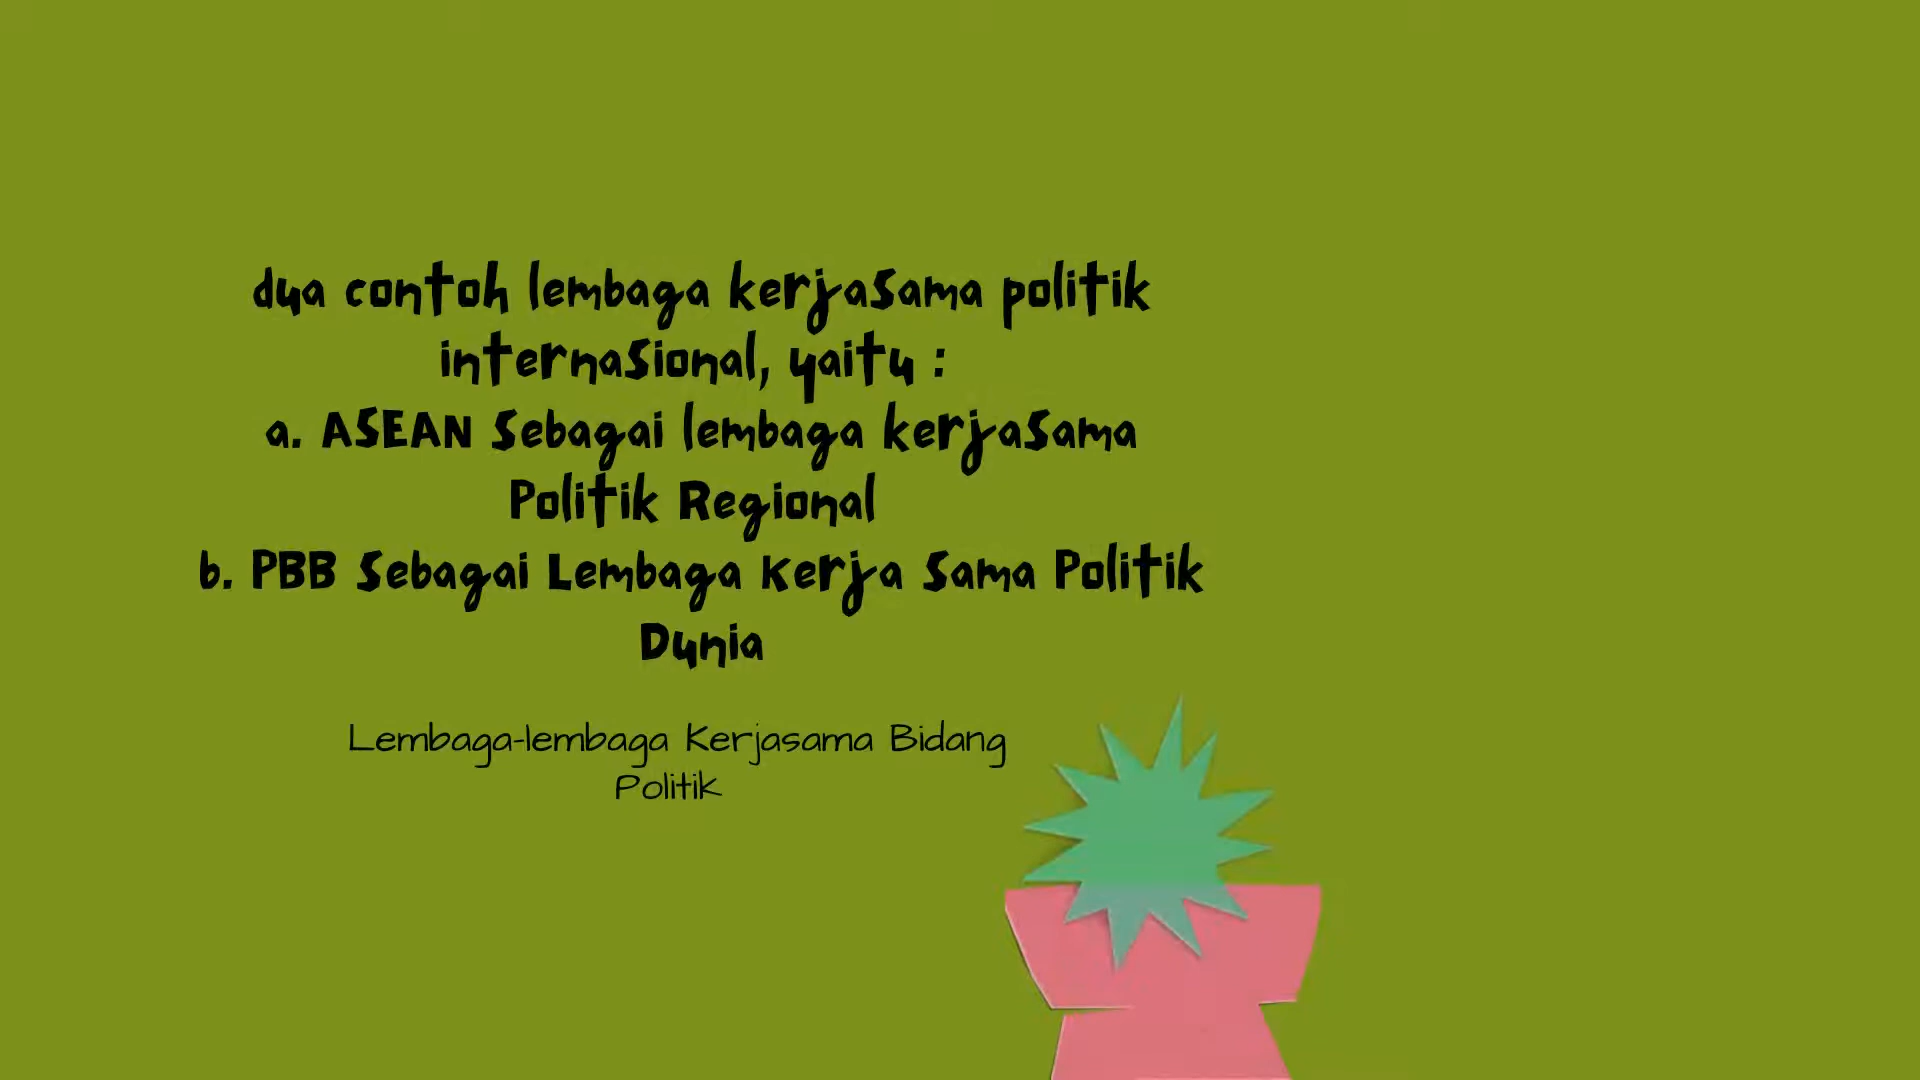 dua contoh lembaga kerjasama politik
internasional, yaitu :
a. ASEAN Sebagai lembaga kerjasama
Politik Regional
b. PBB Sebagai Lembaga Kerja Sama Politik
Dunia
Lembaga-lembaga Kerjasama Bidang
Politik